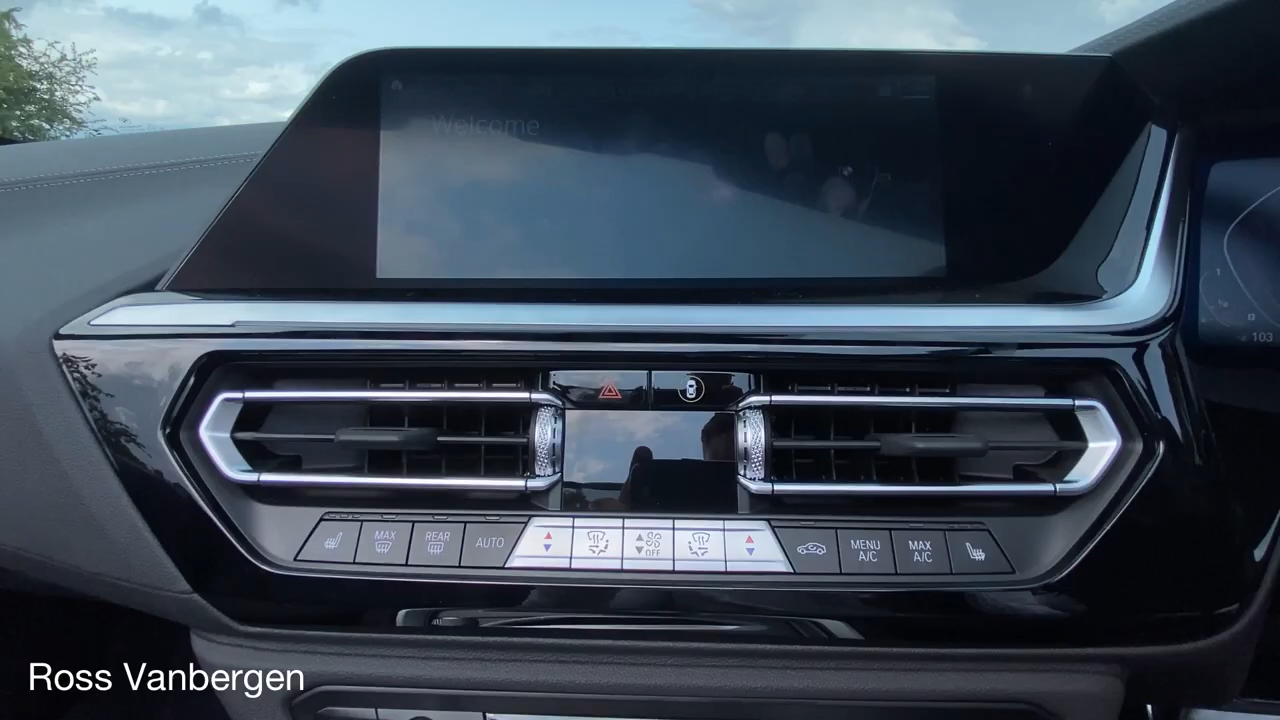 Welcome
103
MAX
REAR
AUTO
OFF
MENU
A/C
MAX
A/C
Ross Vanbergen